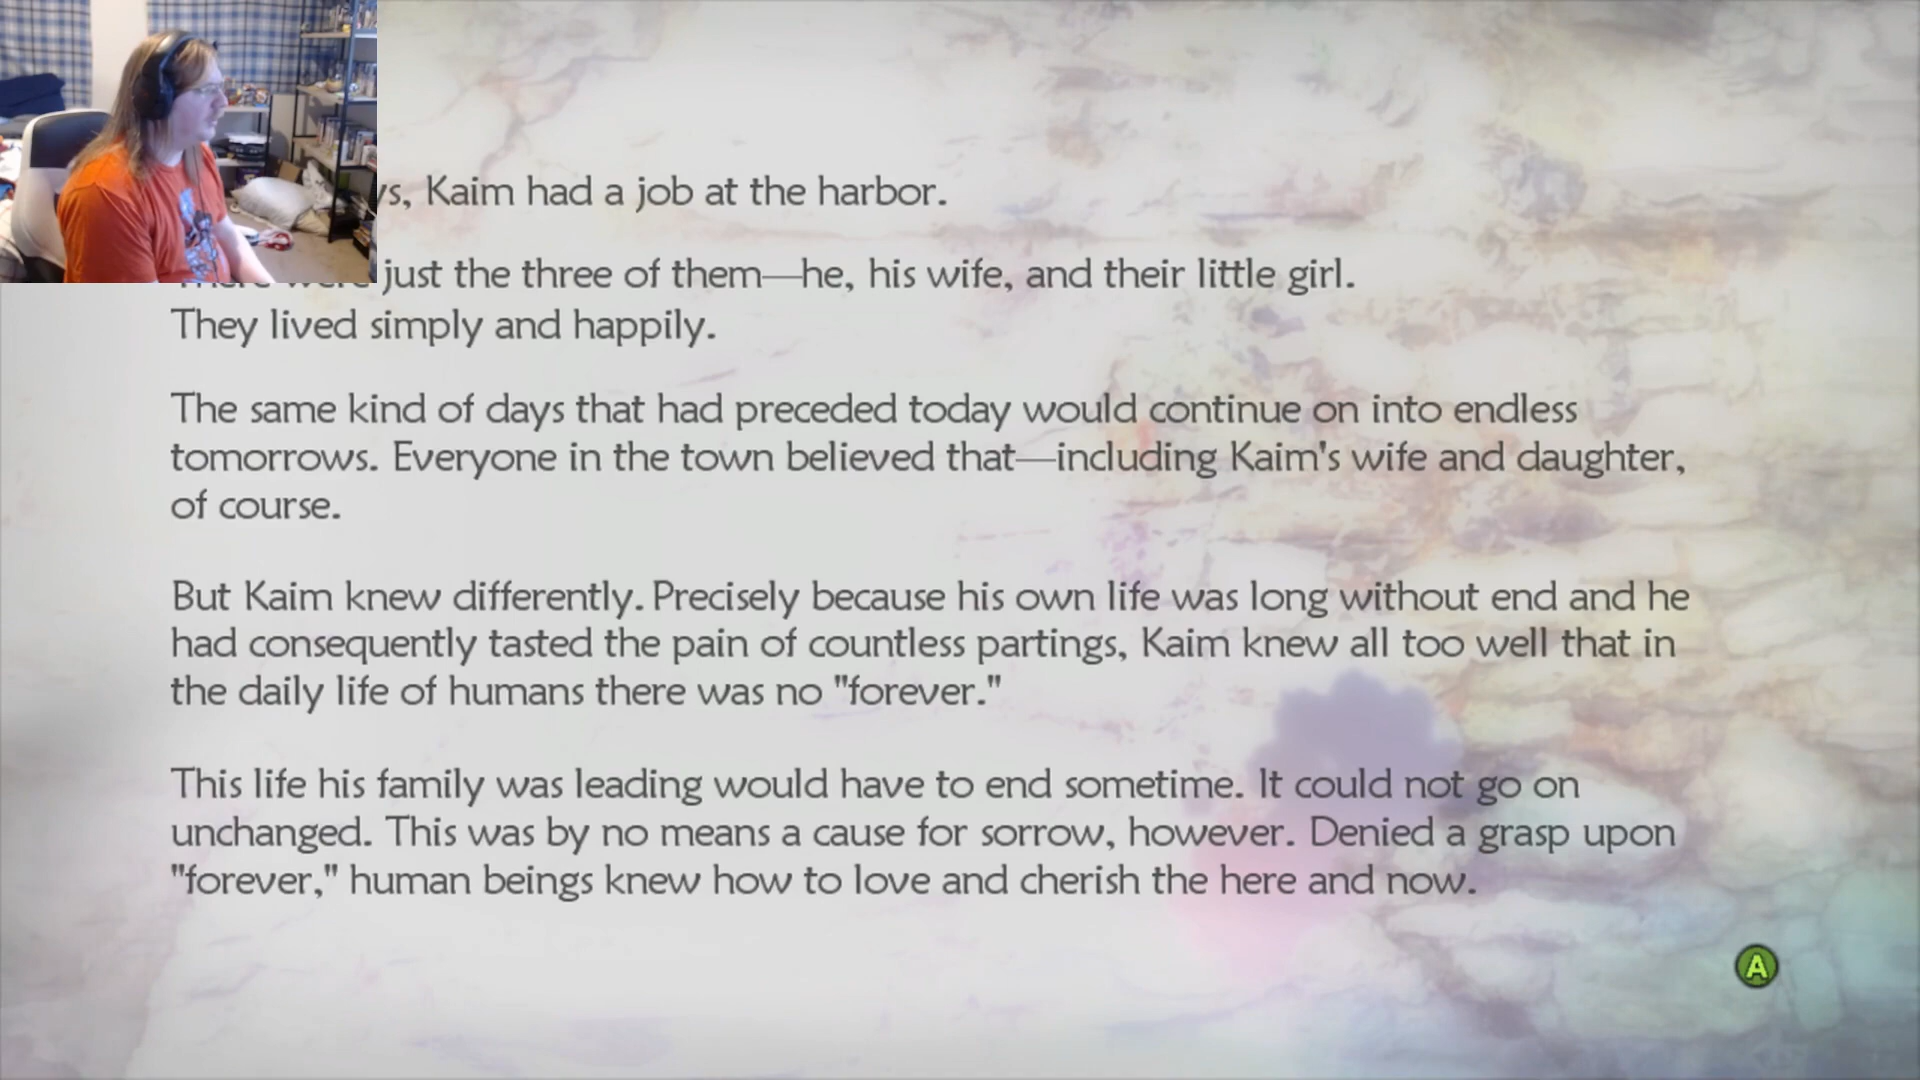 Kaim had a job at the harbor.
just the three of them—he, his wife, and their little girl.
They lived simply and happily.
The same kind of days that had preceded today would continue on into endless
tomorrows. Everyone in the town believed that—including Kaim's wife and daughter,
of course.
But Kaim knew differently. Precisely because his own life was long without end and he
had consequently tasted the pain of countless partings, Kaim knew all too well that in
the daily life of humans there was no "forever."
This life his family was leading would have to end sometime. It could not go on
unchanged. This was by no means a cause for sorrow, however. Denied a grasp upon
"forever," human beings knew how to love and cherish the here and now.
A